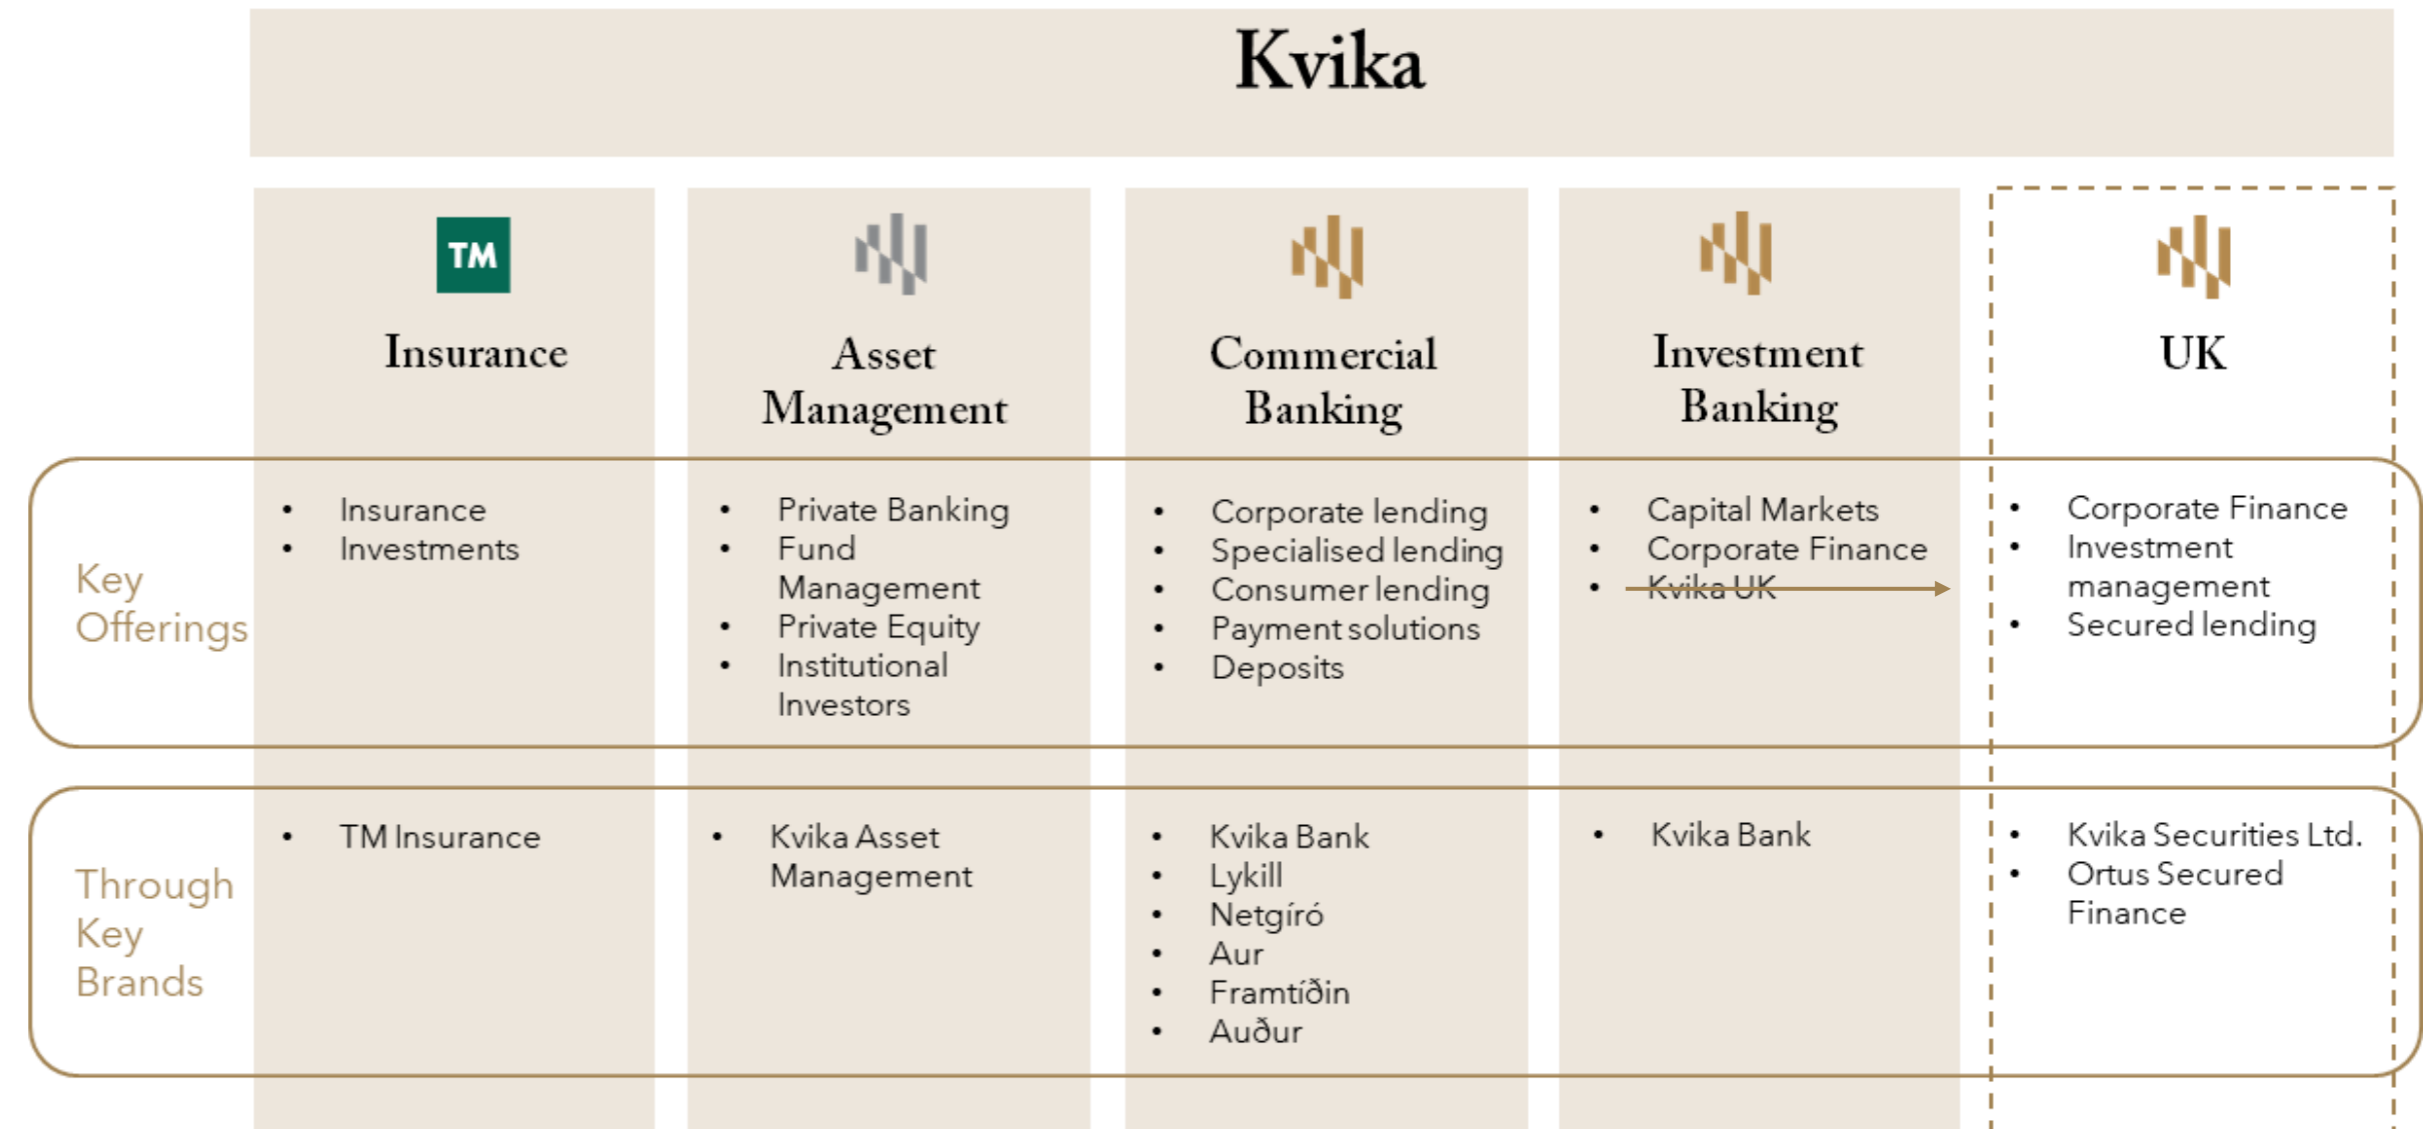 Kvika
TM
Insurance
Asset
Management
Commercial
Banking
Investment
Banking
UK
Key
Offerings
• Insurance
• Investments
• Private Banking
• Fund
Management
• Private Equity
• Institutional
Investors
• Corporate lending
• Specialised lending
• Consumer lending
• Payment solutions
• Deposits
• Capital Markets
• Corporate Finance
• Kvika UK
• Corporate Finance
• Investment
management
• Secured lending
Through
Key
Brands
• TM Insurance
• Kvika Asset
Management
• Kvika Bank
• Lykill
• Netgíró
• Aur
• Framtíðin
• Auður
• Kvika Bank
• Kvika Securities Ltd.
• Ortus Secured
Finance